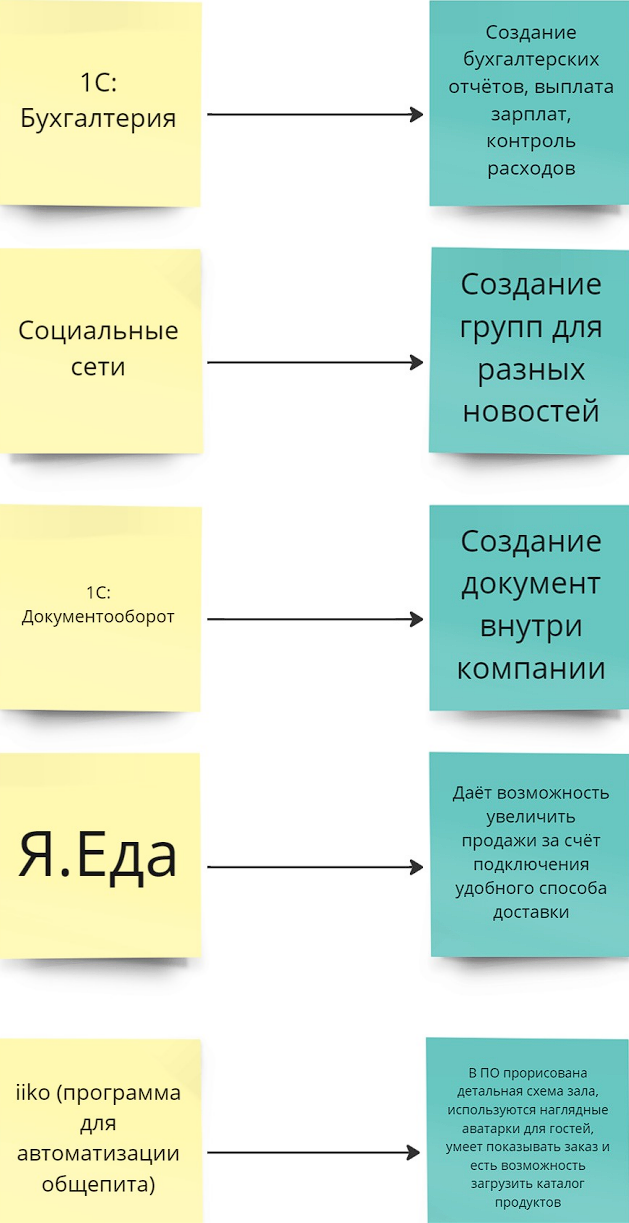 1С:
Бухгалтерия
Создание
бухгалтерских
отчётов, выплата
зарплат,
контроль
расходов
Социальные
сети
Создание
групп для
разных
новостей
1С:
Документооборот
Создание
документ
внутри
компании
Я.Еда
Даёт возможность
увеличить
продажи за счёт
подключения
удобного способа
доставки
iiko (программа
для
автоматизации
общепита)
В ПО прорисована
детальная схема зала,
используются наглядные
аватарки для гостей,
умеет показывать заказ и
есть возможность
загрузить каталог
продуктов